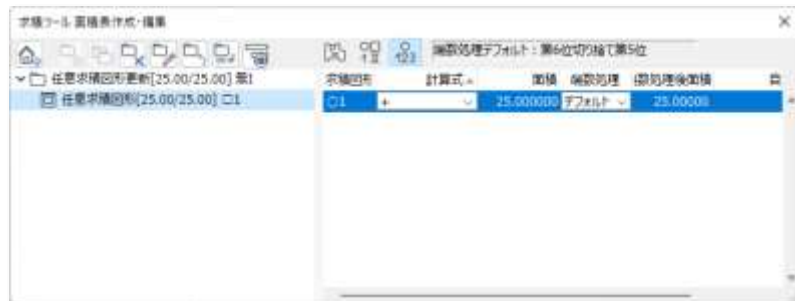 求積ツール 面積表作成・編集
端数処理デフォルト：第6位切り捨て第5位
任意求積図形更新[25.00/25.00] 最1
任意求積図形[25.00/25.00] □1
求積図形 計算式 面積 端数処理 端数処理後面積
□1 + 25.000000 デフォルト 25.00000